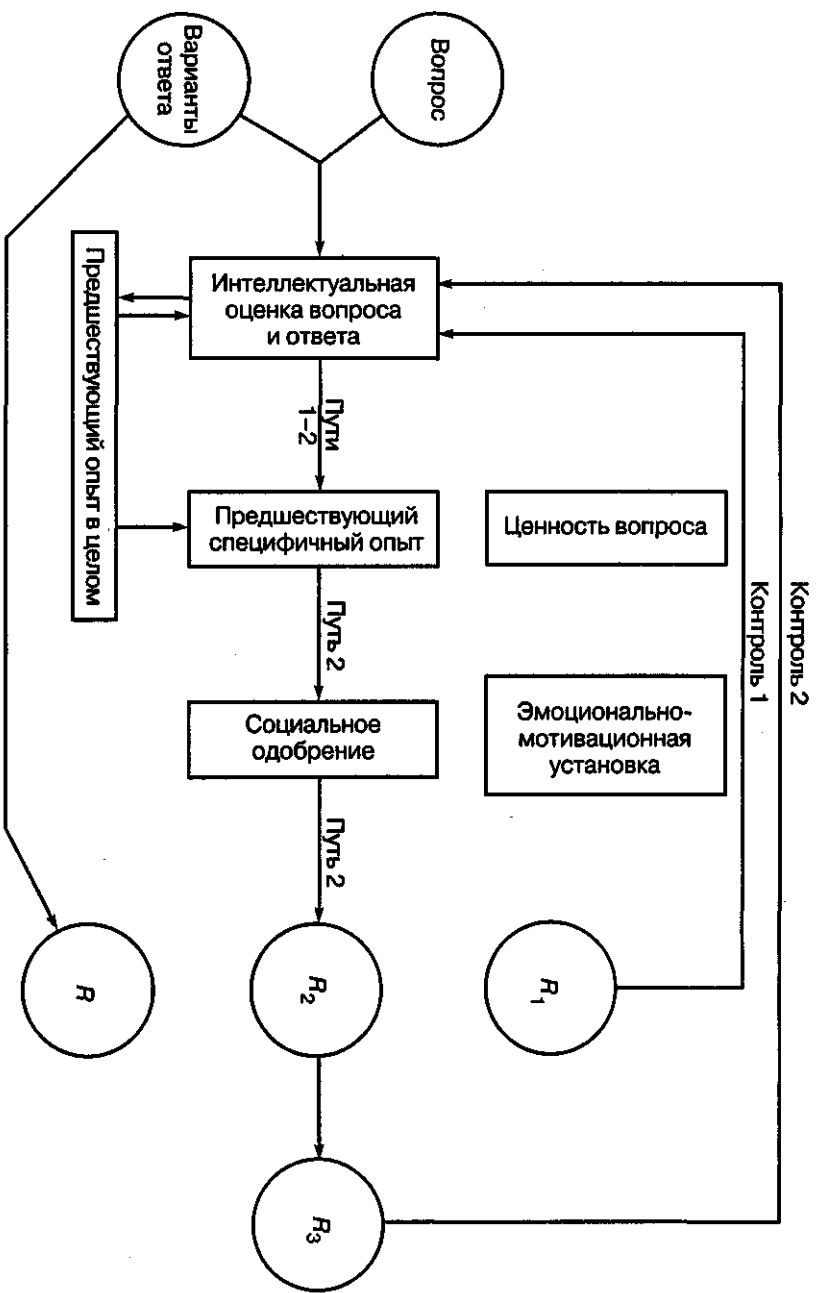 Вопрос
Варианты
ответа
Интеллектуальная
оценка вопроса
и ответа
Предшествующий опыт в целом
Пути
1–2
Предшествующий
специфичный опыт
Ценность вопроса
Путь 2
Социальное
одобрение
Эмоционально-
мотивационная
установка
Контроль 1
Контроль 2
Путь 2
R
R₂
R₁
R₃